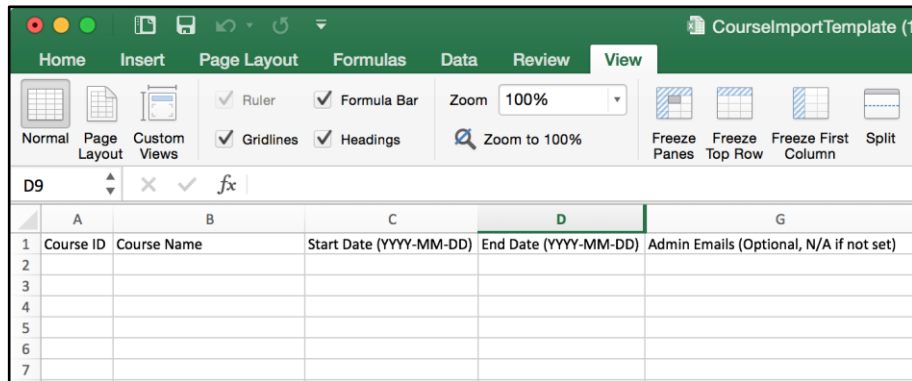 CourseImportTemplate (1
Home Insert Page Layout Formulas Data Review View
Ruler Formula Bar Zoom 100%
Gridlines Headings Zoom to 100%
Normal Page Layout Custom Views Freeze Panes Freeze Top Row Freeze First Column Split
D9 fx
A B C D G
1 Course ID Course Name Start Date (YYYY-MM-DD) End Date (YYYY-MM-DD) Admin Emails (Optional, N/A if not set)
2
3
4
5
6
7